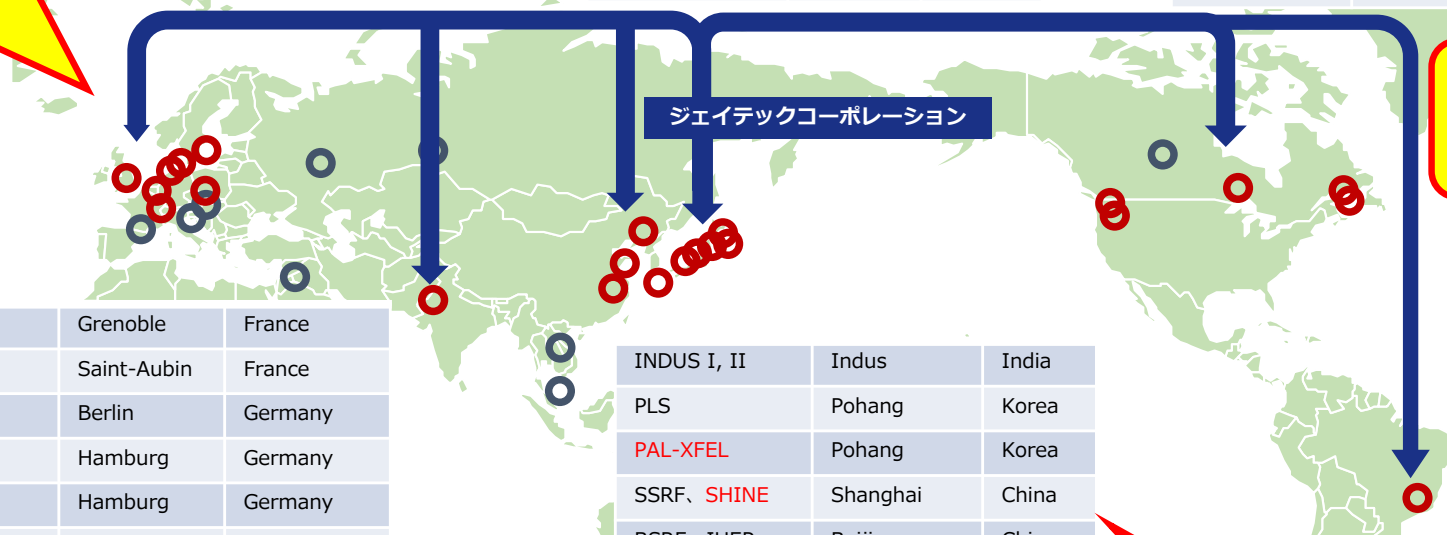 ジェイテックコーポレーション
Grenoble France
Saint-Aubin France
Berlin Germany
Hamburg Germany
Hamburg Germany
INDUS I, II Indus India
PLS Pohang Korea
PAL-XFEL Pohang Korea
SSRF、SHINE Shanghai China